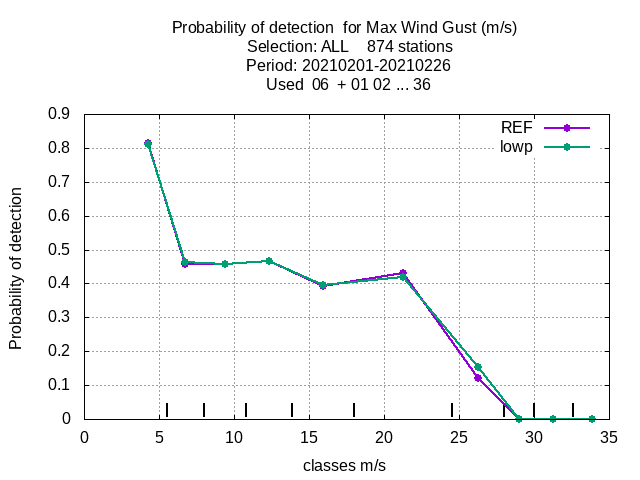 Probability of detection  for Max Wind Gust (m/s)
Selection: ALL    874 stations
Period: 20210201-20210226
Used  06  + 01 02 ... 36
REF
lowp
0.9
0.8
0.7
0.6
0.5
0.4
0.3
0.2
0.1
0
Probability of detection
0 5 10 15 20 25 30 35
classes m/s